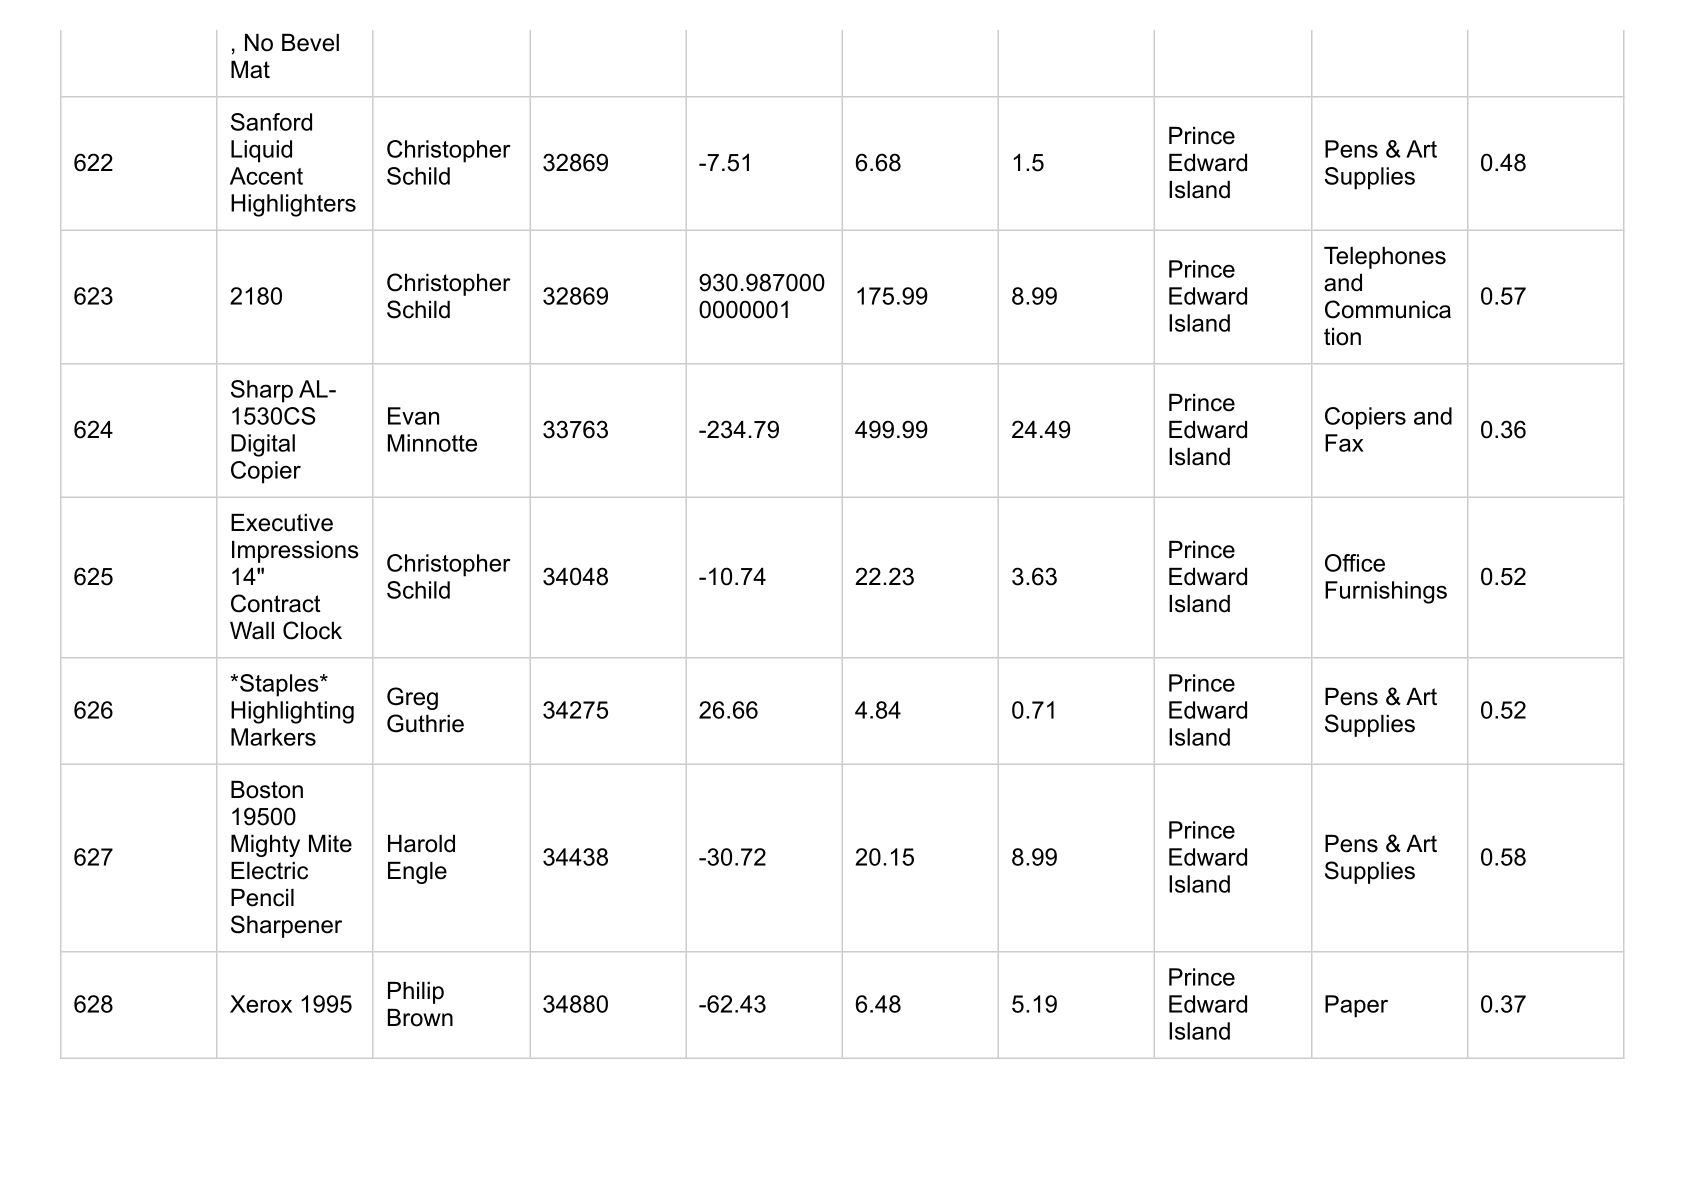 , No Bevel
Mat
622
Sanford
Liquid
Accent
Highlighters
Christopher
Schild
32869
-7.51
6.68
1.5
Prince
Edward
Island
Pens & Art
Supplies
0.48
623
2180
Christopher
Schild
32869
930.987000
0000001
175.99
8.99
Prince
Edward
Island
Telephones
and
Communica
tion
0.57
624
Sharp AL-
1530CS
Digital
Copier
Evan
Minnotte
33763
-234.79
499.99
24.49
Prince
Edward
Island
Copiers and
Fax
0.36
625
Executive
Impressions
14"
Contract
Wall Clock
Christopher
Schild
34048
-10.74
22.23
3.63
Prince
Edward
Island
Office
Furnishings
0.52
626
*Staples*
Highlighting
Markers
Greg
Guthrie
34275
26.66
4.84
0.71
Prince
Edward
Island
Pens & Art
Supplies
0.52
627
Boston
19500
Mighty Mite
Electric
Pencil
Sharpener
Harold
Engle
34438
-30.72
20.15
8.99
Prince
Edward
Island
Pens & Art
Supplies
0.58
628
Xerox 1995
Philip
Brown
34880
-62.43
6.48
5.19
Prince
Edward
Island
Paper
0.37